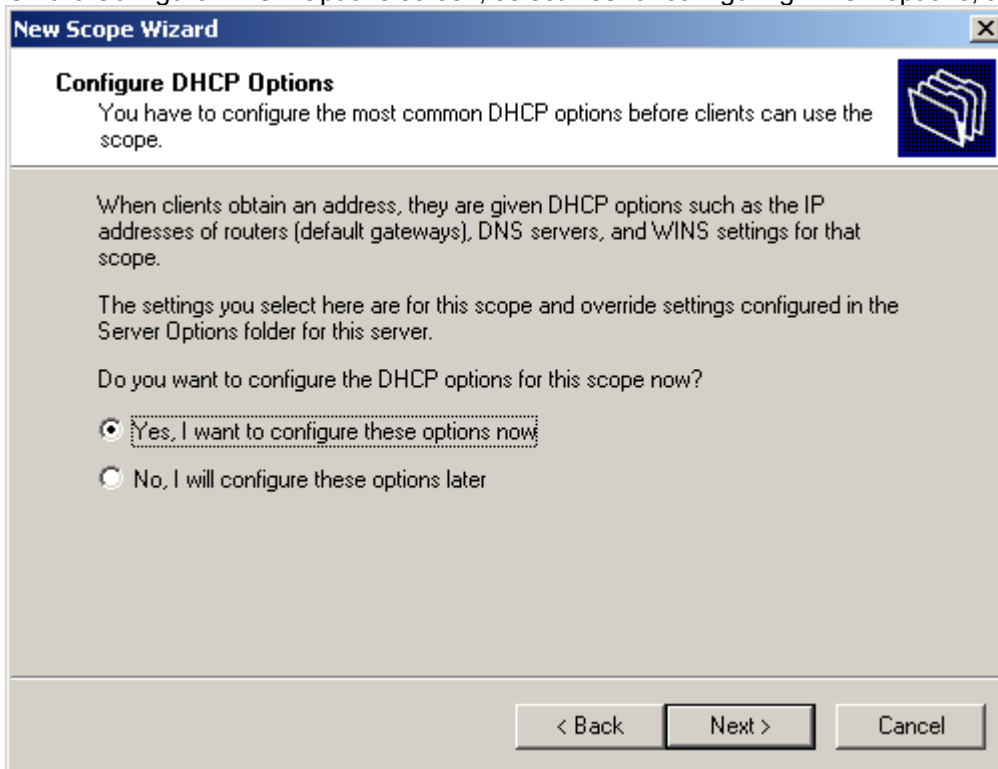 New Scope Wizard
Configure DHCP Options
You have to configure the most common DHCP options before clients can use the
scope.
When clients obtain an address, they are given DHCP options such as the IP
addresses of routers (default gateways), DNS servers, and WINS settings for that
scope.
The settings you select here are for this scope and override settings configured in the
Server Options folder for this server.
Do you want to configure the DHCP options for this scope now?
Yes, I want to configure these options now
No, I will configure these options later
< Back Next > Cancel